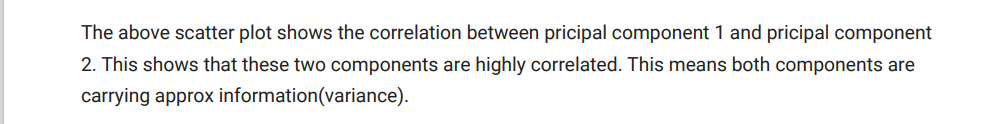 The above scatter plot shows the correlation between pricipal component 1 and pricipal component
2. This shows that these two components are highly correlated. This means both components are
carrying approx information(variance).